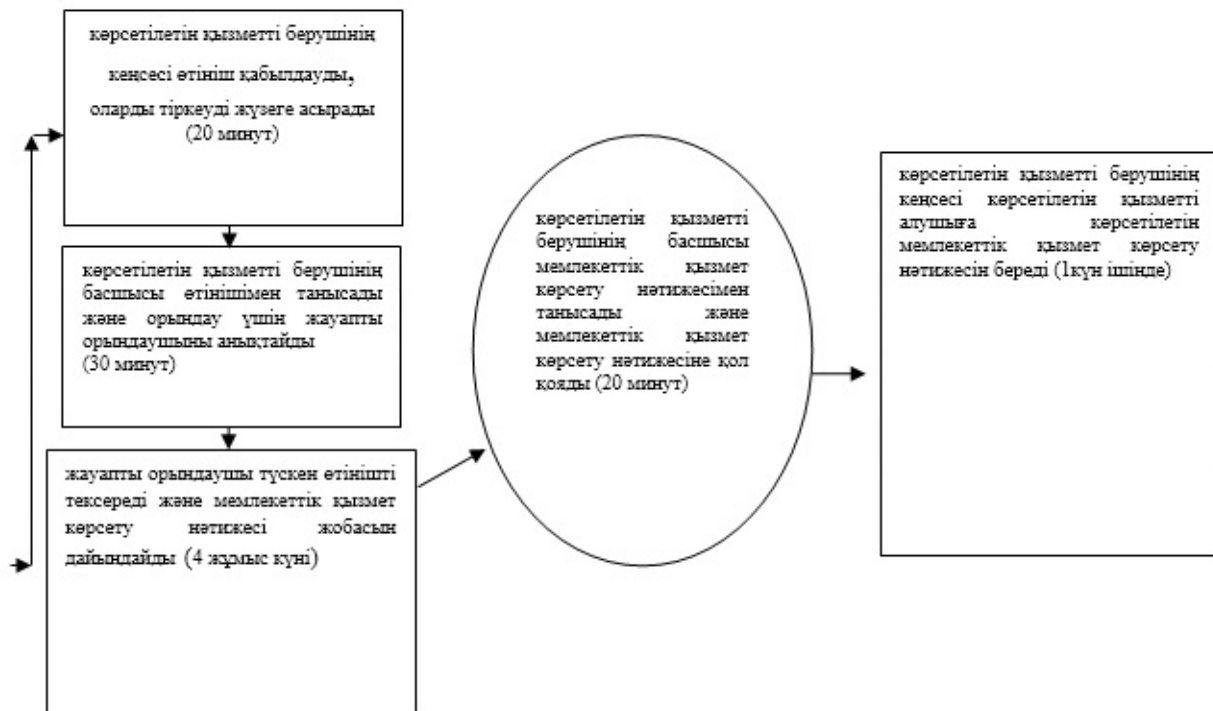 көрсетілетін қызметті берушінің
кеңсесі өтініш қабылдауды,
оларды тіркеуді жүзеге асырады
(20 минут)
көрсетілетін қызметті берушінің
басшысы өтінішімен танысады
және орындау үшін жауапты
орындаушыны анықтайды
(30 минут)
жауапты орындаушы түскен өтінішті
тексереді және мемлекеттік қызмет
көрсету нәтижесі жобасын
дайындайды (4 жұмыс күні)
көрсетілетін қызметті
берушінің басшысы
мемлекеттік қызмет
көрсету нәтижесімен
танысады және
мемлекеттік қызмет
көрсету нәтижесіне қол
қояды (20 минут)
көрсетілетін қызметті берушінің
кеңсесі көрсетілетін қызметті
алушыға көрсетілетін
мемлекеттік қызмет көрсету
нәтижесін береді (1күн ішінде)